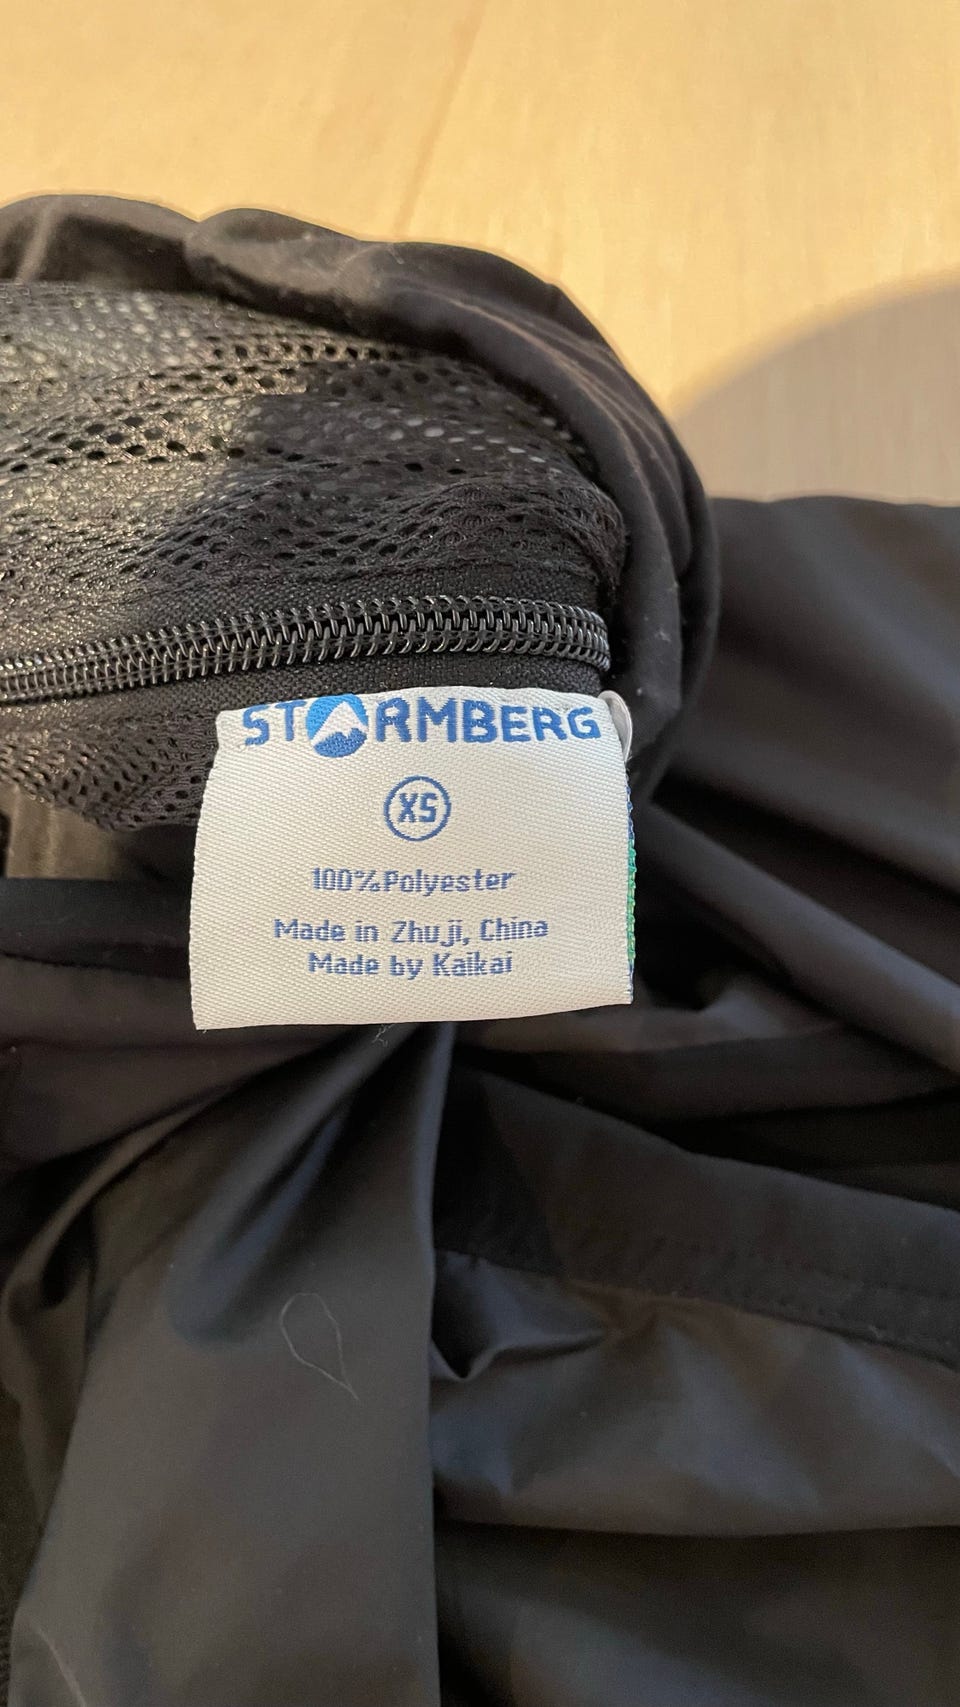 STORMBERG
XS
100%Polyester
Made in Zhuji, China
Made by Kaikai